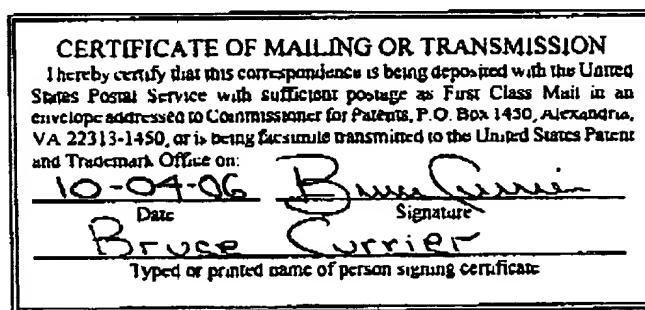 CERTIFICATE OF MAILING OR TRANSMISSION
I hereby certify that this correspondence is being deposited with the United
States Postal Service with sufficient postage as First Class Mail in an
envelope addressed to Commissioner for Patents, P.O. Box 1450, Alexandria,
VA 22313-1450, or is being facsimile transmitted to the United States Patent
and Trademark Office on:
10-04-06 Bruce Currier
Date Signature
Bruce Currier
Typed or printed name of person signing certificate